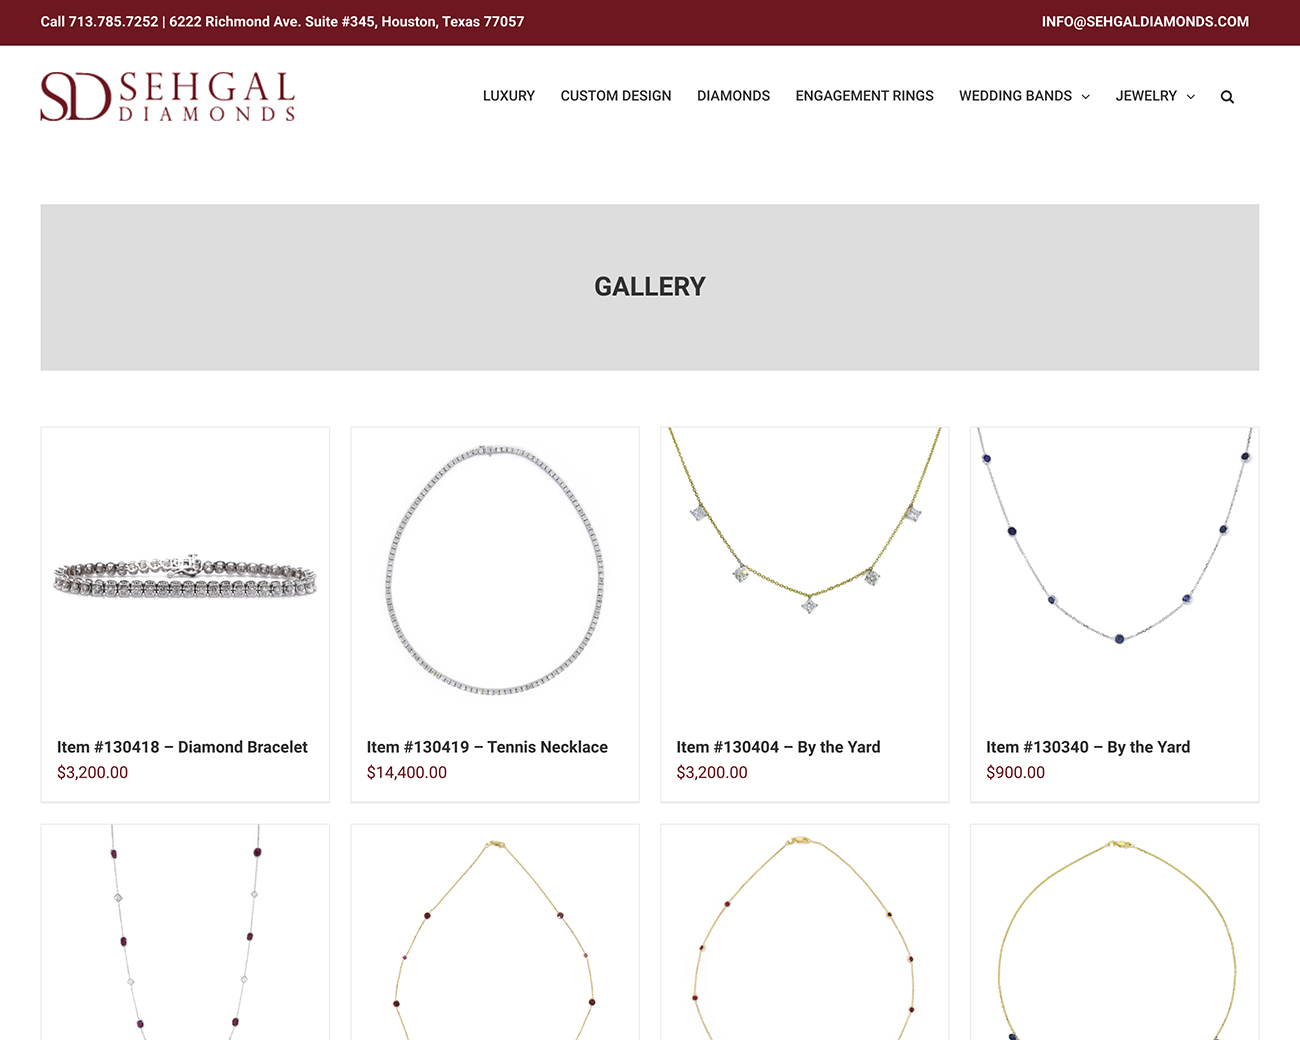 Call 713.785.7252 | 6222 Richmond Ave. Suite #345, Houston, Texas 77057
INFO@SEHGALDIAMONDS.COM
SD SEHGAL DIAMONDS
LUXURY
CUSTOM DESIGN
DIAMONDS
ENGAGEMENT RINGS
WEDDING BANDS
JEWELRY
GALLERY
Item #130418 – Diamond Bracelet
$3,200.00
Item #130419 – Tennis Necklace
$14,400.00
Item #130404 – By the Yard
$3,200.00
Item #130340 – By the Yard
$900.00